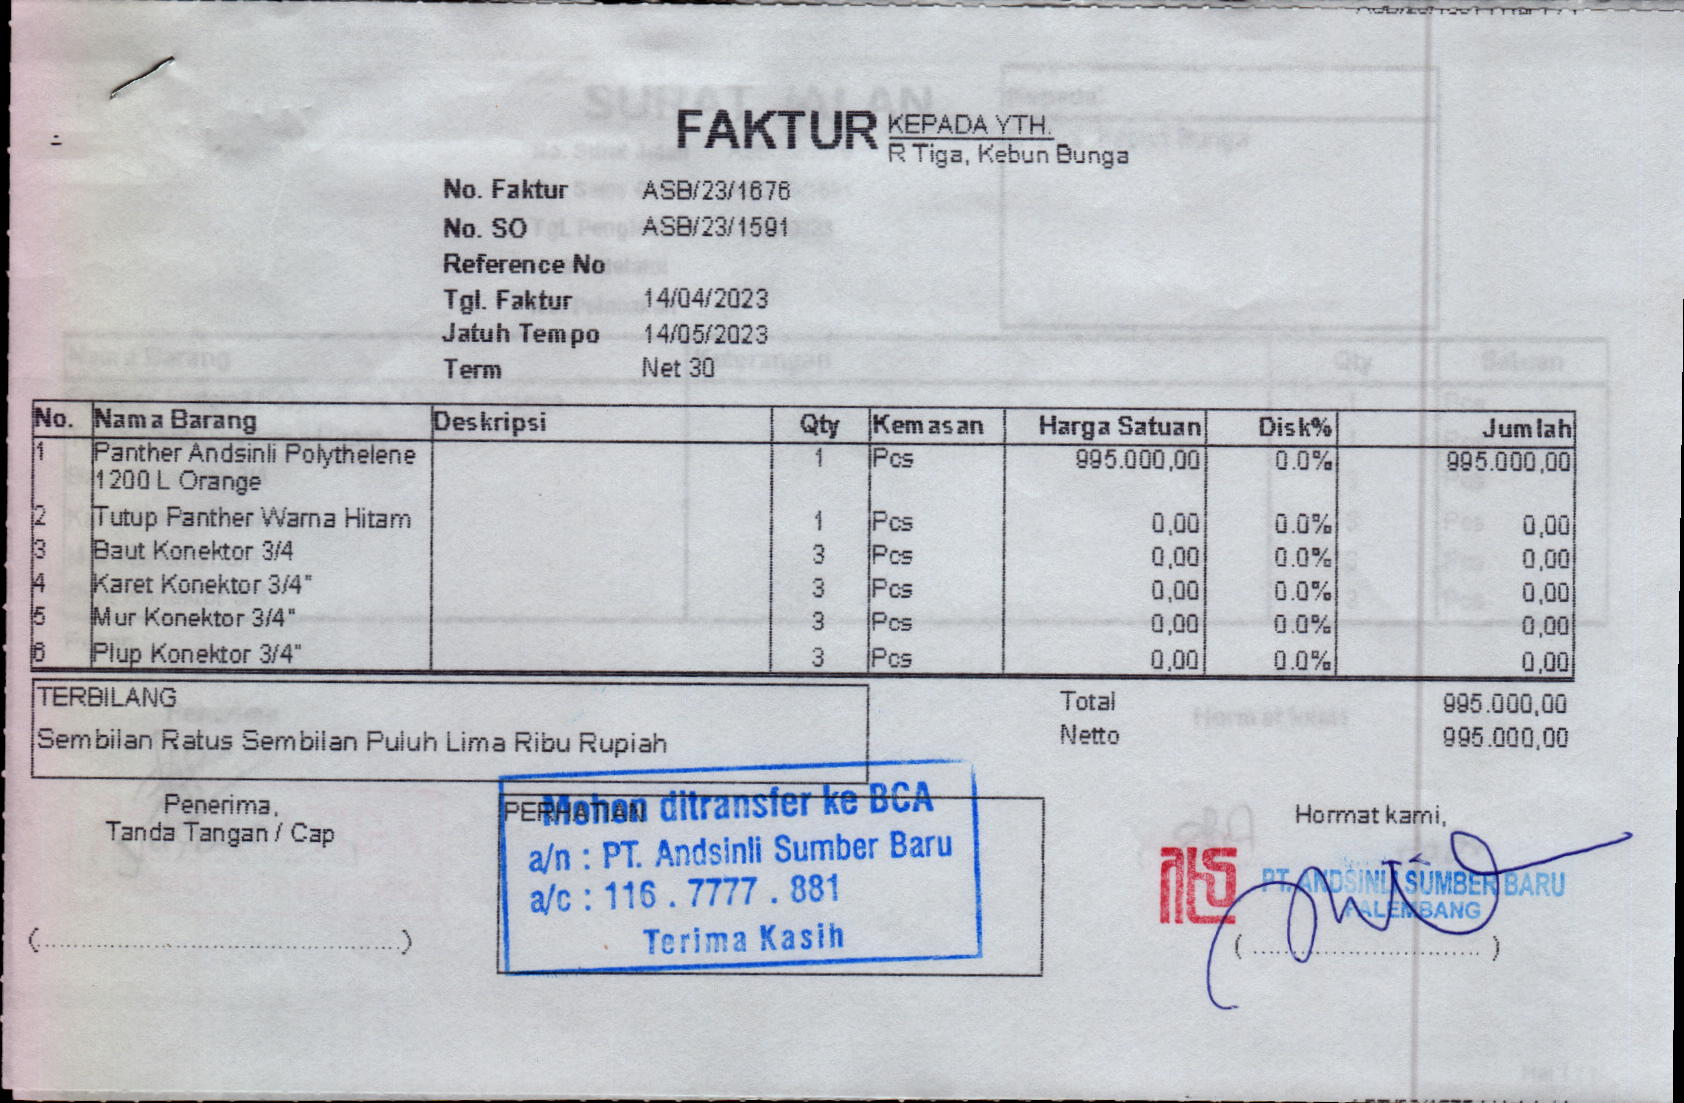 FAKTUR
KEPADA YTH.
R Tiga, Kebun Bunga
No. Faktur ASB/23/1676
No. SO ASB/23/1591
Reference No
Tgl. Faktur 14/04/2023
Jatuh Tempo 14/05/2023
Term Net 30
No. Nama Barang Deskripsi Qty Kemasan Harga Satuan Disk% Jumlah
1 Panther Andsinli Polythelene 1 Pcs 995.000,00 0.0% 995.000,00
1200 L Orange
2 Tutup Panther Warna Hitam 1 Pcs 0,00 0.0% 0,00
3 Baut Konektor 3/4 3 Pcs 0,00 0.0% 0,00
4 Karet Konektor 3/4" 3 Pcs 0,00 0.0% 0,00
5 Mur Konektor 3/4" 3 Pcs 0,00 0.0% 0,00
6 Plup Konektor 3/4" 3 Pcs 0,00 0.0% 0,00
TERBILANG
Sembilan Ratus Sembilan Puluh Lima Ribu Rupiah
Total 995.000,00
Netto 995.000,00
Penerima,
Tanda Tangan / Cap
PERHATIAN
Mohon ditransfer ke BCA
a/n : PT. Andsinli Sumber Baru
a/c : 116 . 7777 . 881
Terima Kasih
Hormat kami,
PT. ANDSINLI SUMBER BARU
PALEMBANG